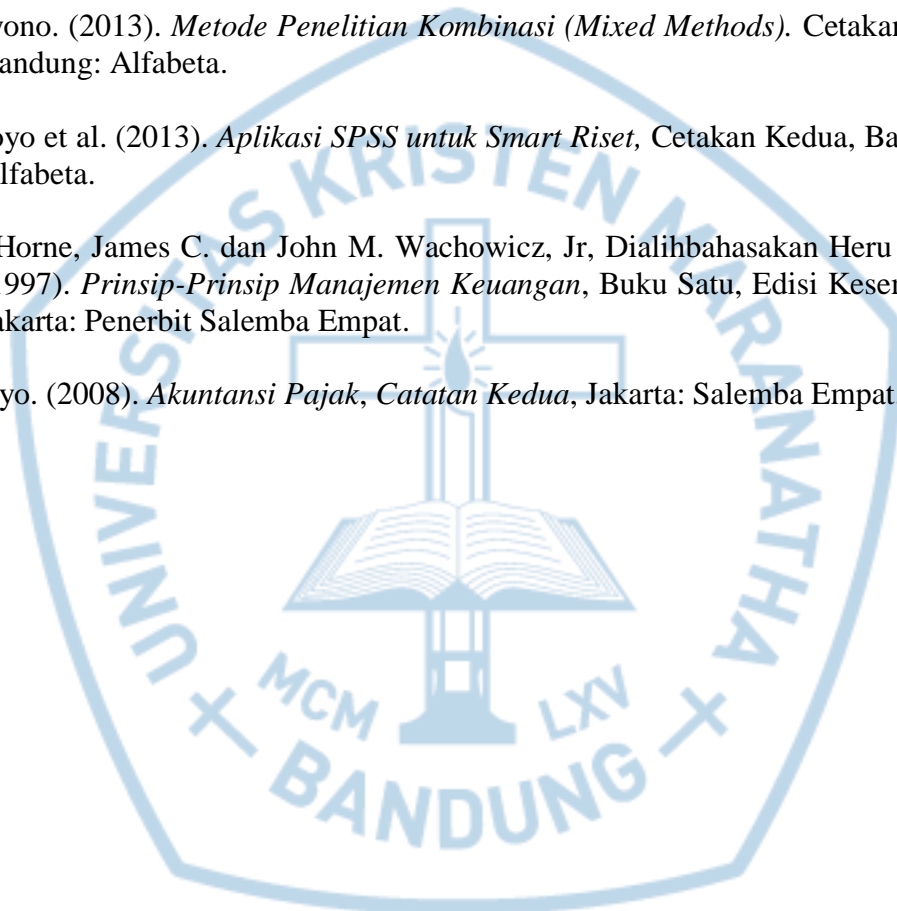 yono. (2013). Metode Penelitian Kombinasi (Mixed Methods). Cetakan
andung: Alfabeta.
oyo et al. (2013). Aplikasi SPSS untuk Smart Riset, Cetakan Kedua, Ba
lfabeta.
Horne, James C. dan John M. Wachowicz, Jr, Dialihbahasakan Heru
1997). Prinsip-Prinsip Manajemen Keuangan, Buku Satu, Edisi Kesem
akarta: Penerbit Salemba Empat.
yo. (2008). Akuntansi Pajak, Catatan Kedua, Jakarta: Salemba Empat
UNIVERSITAS KRISTEN MARANATHA
MCM LXV
BANDUNG